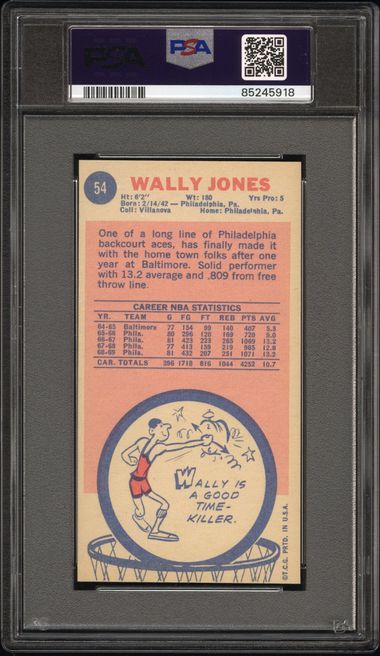 PSA
PSA
85245918
54
WALLY JONES
Ht: 6'2" Wt: 180 Yrs Pro: 5
Born: 2/14/42 — Philadelphia, Pa.
Coll: Villanova Home: Philadelphia, Pa.
One of a long line of Philadelphia
backcourt aces, has finally made it
with the home town folks after one
year at Baltimore. Solid performer
with 13.2 average and .809 from free
throw line.
CAREER NBA STATISTICS
YR. TEAM G FG FT REB PTS AVG
64-65 Baltimore 77 154 99 140 407 5.3
65-66 Phila. 80 296 128 169 720 9.0
66-67 Phila. 81 423 223 265 1069 13.2
67-68 Phila. 77 413 159 219 985 12.8
68-69 Phila. 81 432 207 251 1071 13.2
CAR. TOTALS 396 1718 816 1044 4252 10.7
WALLY IS
A GOOD
TIME-
KILLER.
©T.C.G. PRTD. IN U.S.A.